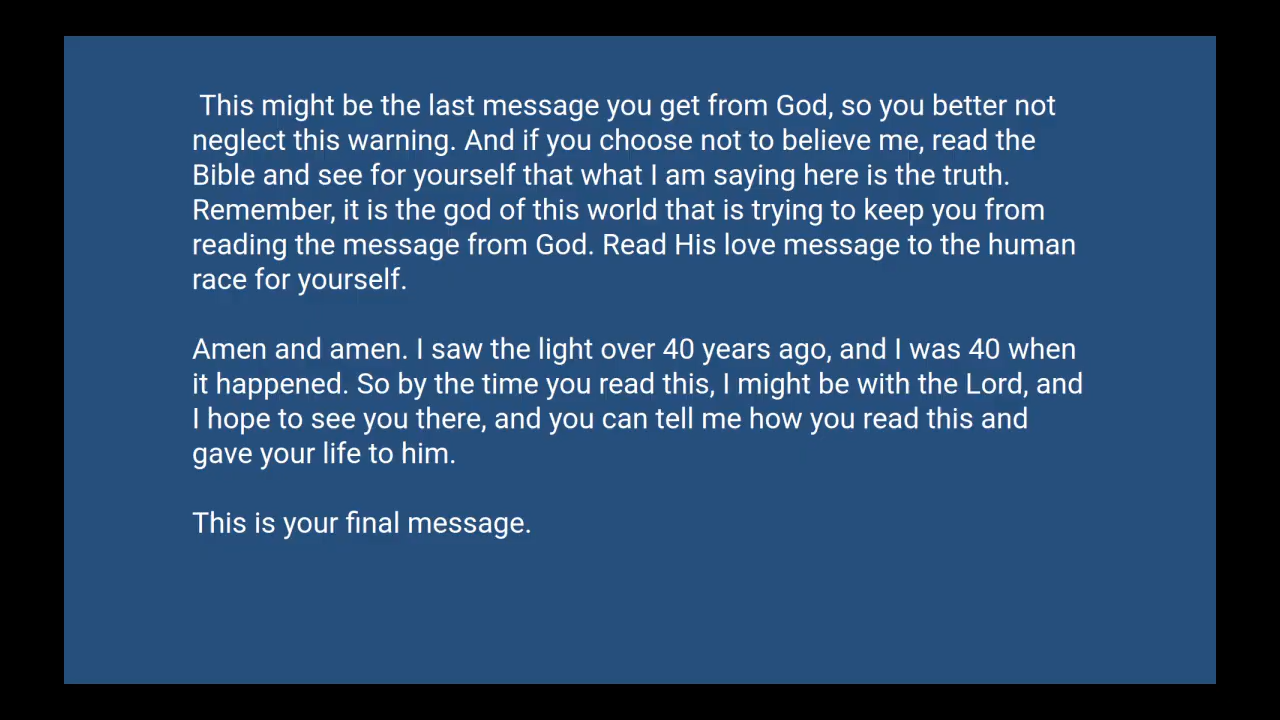 This might be the last message you get from God, so you better not
neglect this warning. And if you choose not to believe me, read the
Bible and see for yourself that what I am saying here is the truth.
Remember, it is the god of this world that is trying to keep you from
reading the message from God. Read His love message to the human
race for yourself.
Amen and amen. I saw the light over 40 years ago, and I was 40 when
it happened. So by the time you read this, I might be with the Lord, and
I hope to see you there, and you can tell me how you read this and
gave your life to him.
This is your final message.